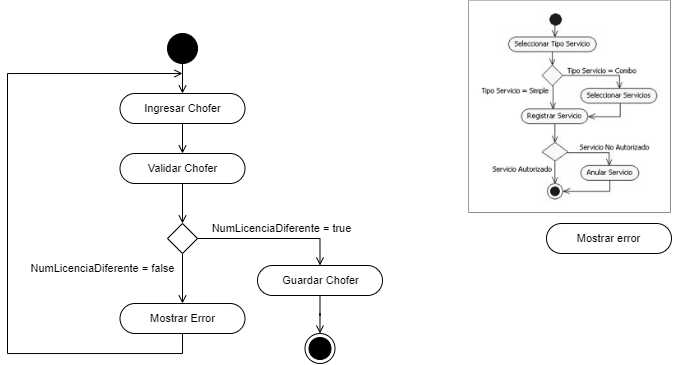 Ingresar Chofer
Validar Chofer
NumLicenciaDiferente = true
NumLicenciaDiferente = false
Guardar Chofer
Mostrar Error
Seleccionar Tipo Servicio
Tipo Servicio = Combo
Tipo Servicio = Simple
Seleccionar Servicios
Registrar Servicio
Servicio No Autorizado
Servicio Autorizado
Anular Servicio
Mostrar error